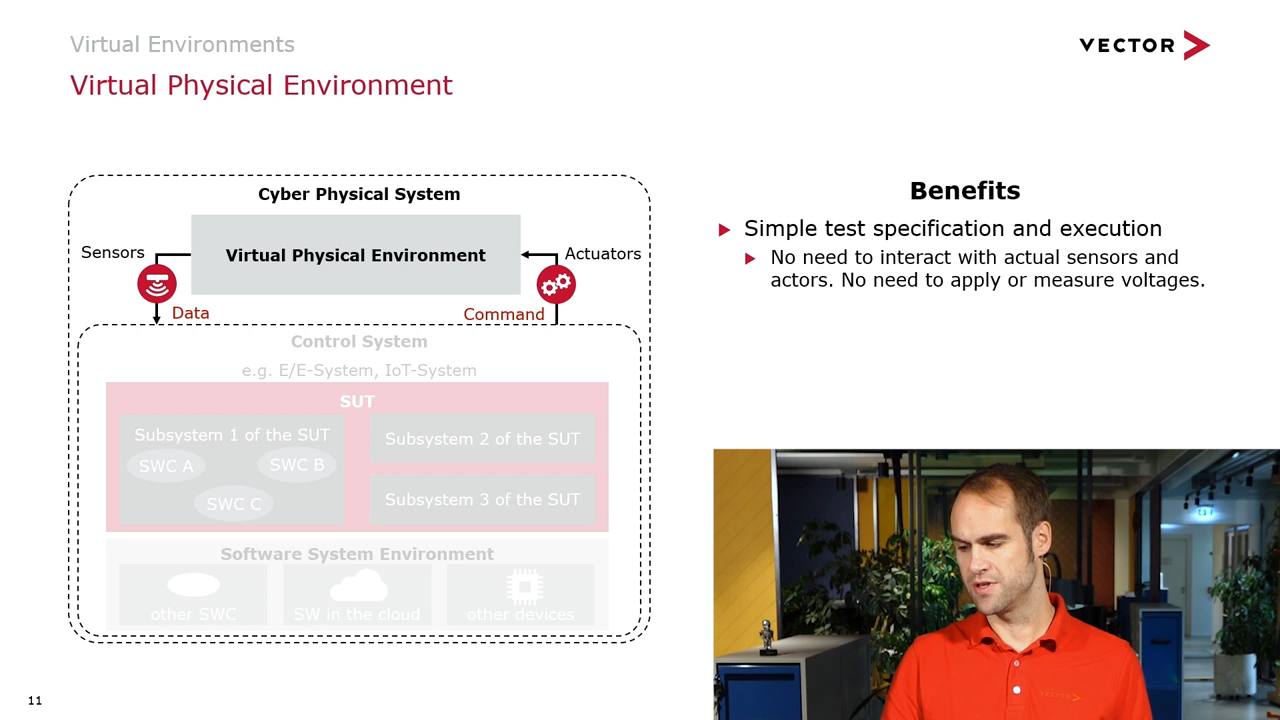 Virtual Environments
VECTOR
Virtual Physical Environment
Cyber Physical System
Sensors
Virtual Physical Environment
Actuators
Data
Command
Control System
e.g. E/E-System, IoT-System
SUT
Subsystem 1 of the SUT
SWC A
SWC B
SWC C
Subsystem 2 of the SUT
Subsystem 3 of the SUT
Software System Environment
other SWC
SW in the cloud
other devices
Benefits
Simple test specification and execution
No need to interact with actual sensors and
actors. No need to apply or measure voltages.
VECTOR
11